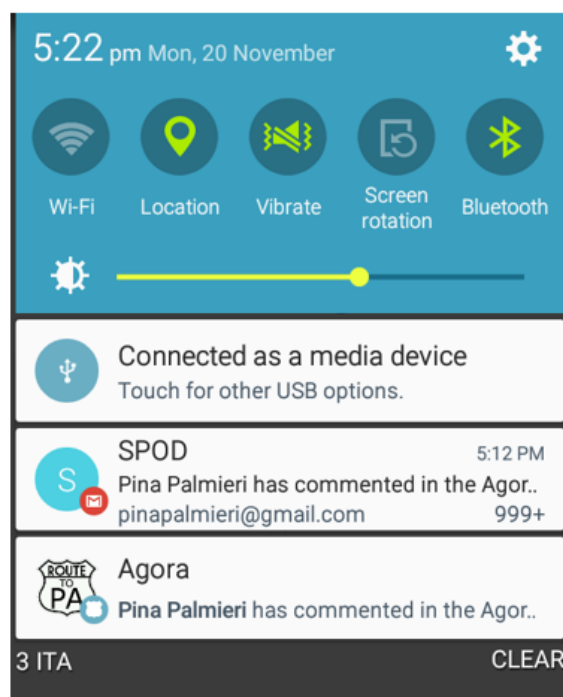 5:22 pm Mon, 20 November
Wi-Fi Location Vibrate Screen rotation Bluetooth
Connected as a media device
Touch for other USB options.
S
SPOD 5:12 PM
Pina Palmieri has commented in the Agor..
pinapalmieri@gmail.com 999+
ROUTE
TO
PA
Agora
Pina Palmieri has commented in the Agor..
3 ITA CLEAR